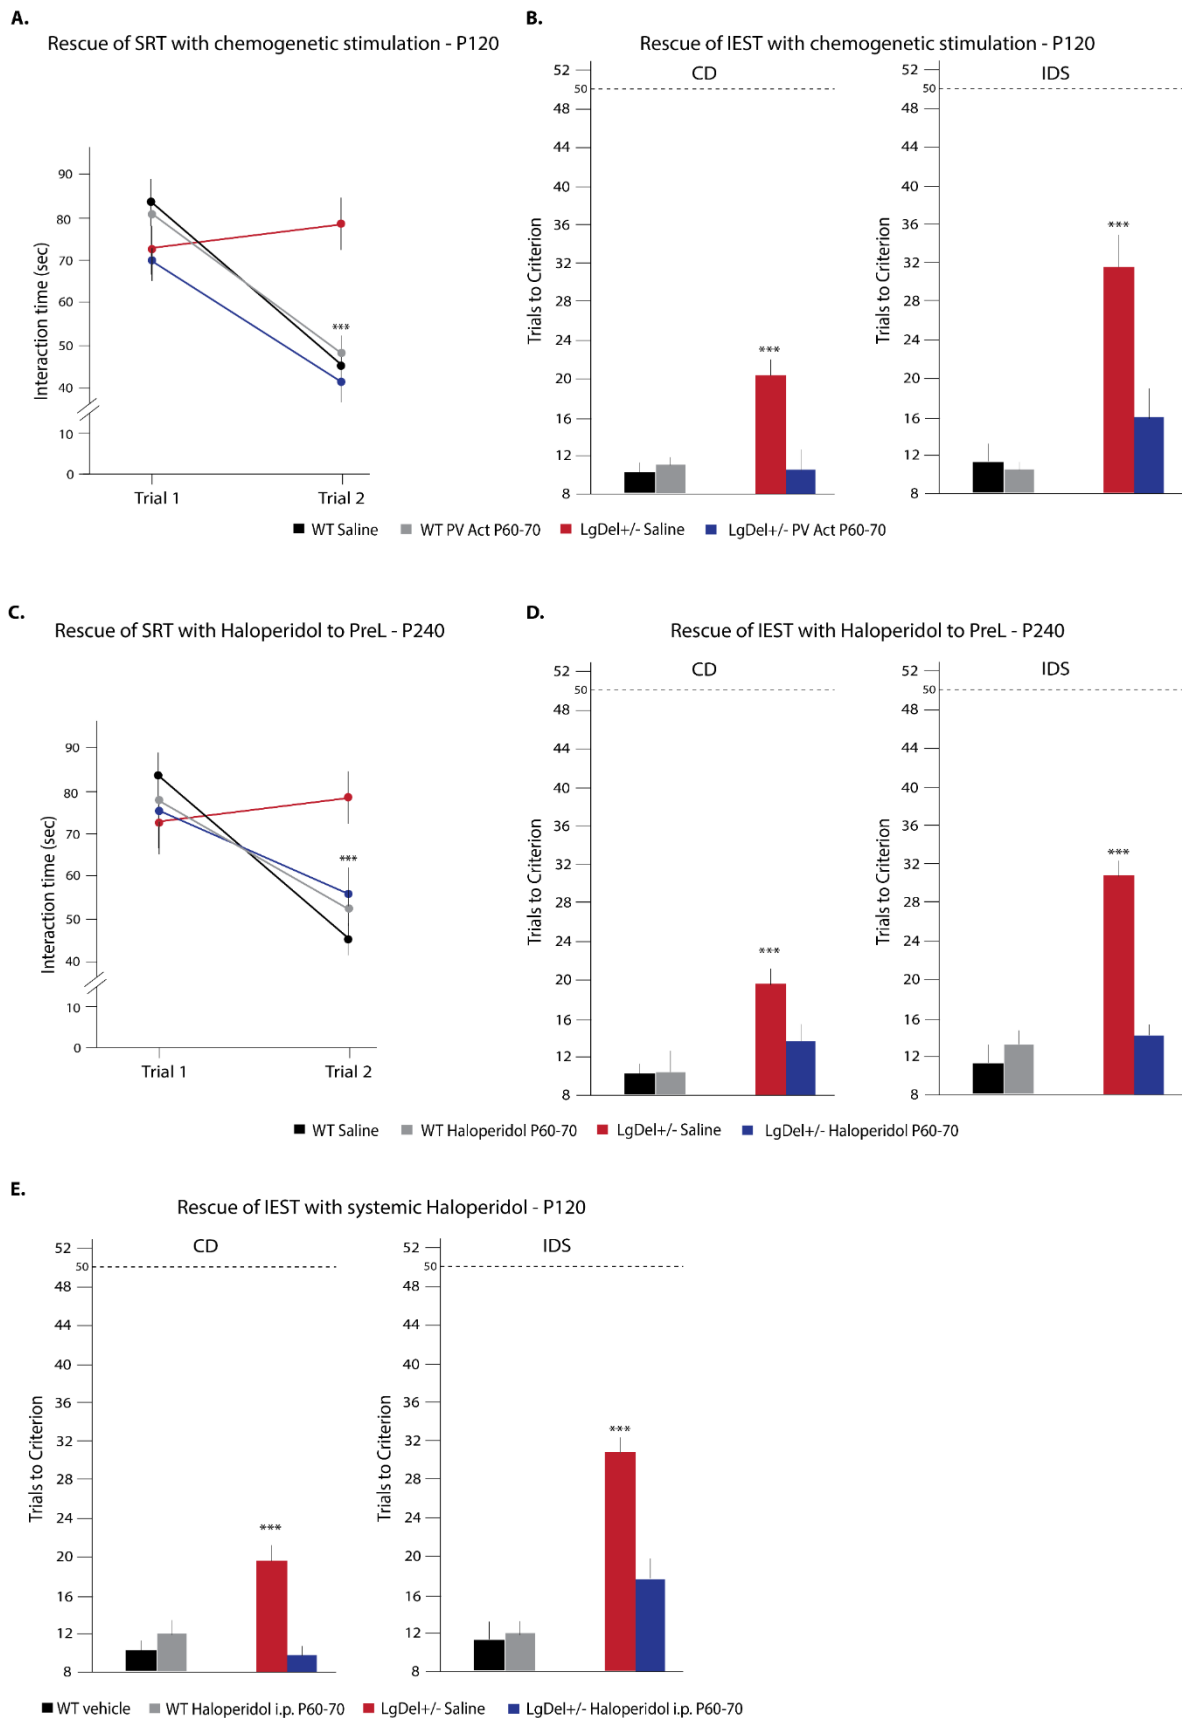 A.
Rescue of SRT with chemogenetic stimulation - P120
Interaction time (sec)
90
80
70
60
50
40
10
0
***
Trial 1
Trial 2
B.
Rescue of IEST with chemogenetic stimulation - P120
CD
Trials to Criterion
52
50
48
44
40
36
32
28
24
20
16
12
8
***
IDS
Trials to Criterion
52
50
48
44
40
36
32
28
24
20
16
12
8
***
WT Saline
WT PV Act P60-70
LgDel+/- Saline
LgDel+/- PV Act P60-70
C.
Rescue of SRT with Haloperidol to PreL - P240
Interaction time (sec)
90
80
70
60
50
40
10
0
***
Trial 1
Trial 2
D.
Rescue of IEST with Haloperidol to PreL - P240
CD
Trials to Criterion
52
50
48
44
40
36
32
28
24
20
16
12
8
***
IDS
Trials to Criterion
52
50
48
44
40
36
32
28
24
20
16
12
8
***
WT Saline
WT Haloperidol P60-70
LgDel+/- Saline
LgDel+/- Haloperidol P60-70
E.
Rescue of IEST with systemic Haloperidol - P120
CD
Trials to Criterion
52
50
48
44
40
36
32
28
24
20
16
12
8
***
IDS
Trials to Criterion
52
50
48
44
40
36
32
28
24
20
16
12
8
***
WT vehicle
WT Haloperidol i.p. P60-70
LgDel+/- Saline
LgDel+/- Haloperidol i.p. P60-70